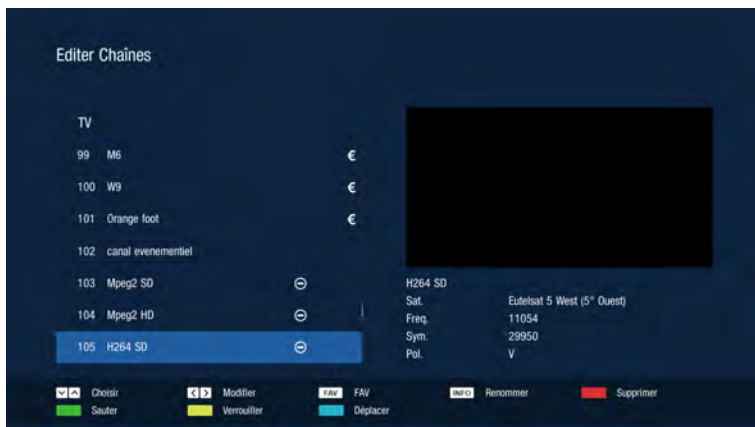 Editer Chaînes
TV
99 M6 €
100 W9 €
101 Orange foot €
102 canal evenementiel
103 Mpeg2 SD
104 Mpeg2 HD
105 H264 SD
H264 SD
Sat. Eutelsat 5 West (5° Ouest)
Freq. 11054
Sym. 29950
Pol. V
Choisir Modifier FAV FAV INFO Renommer Supprimer
Sauter Verrouiller Déplacer